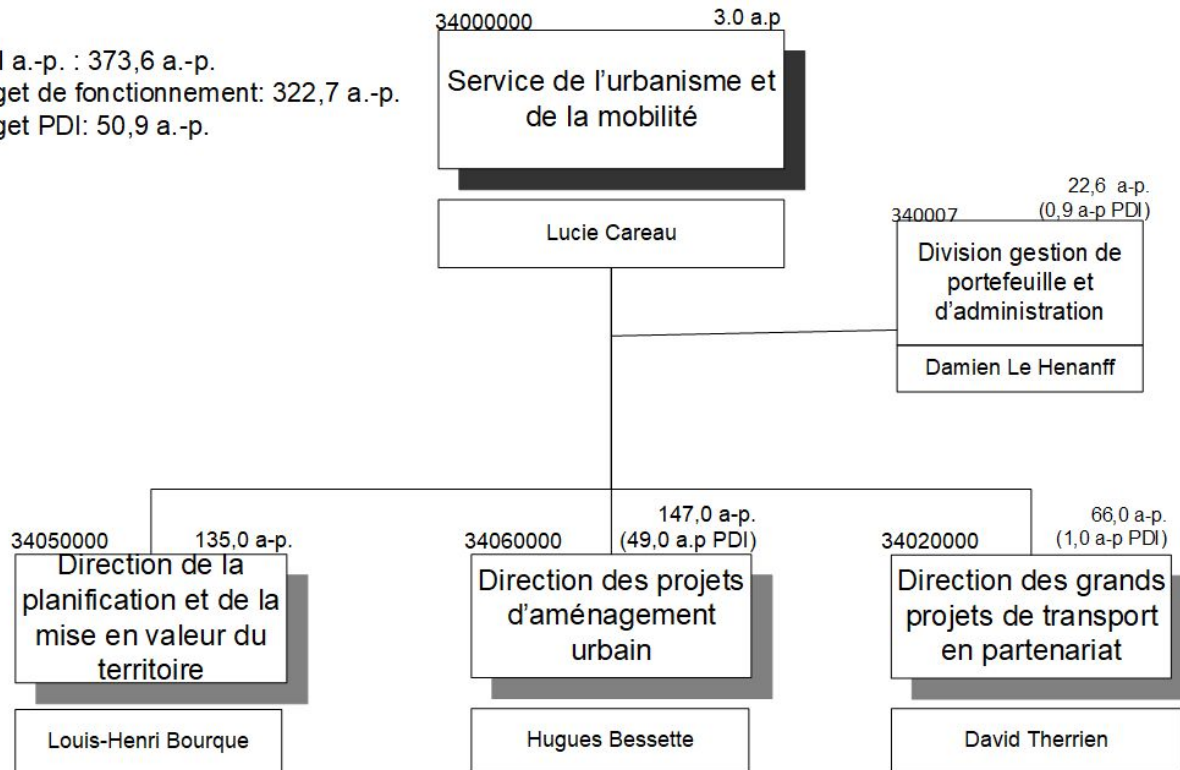 34000000
3.0 a.p
a.-p. : 373,6 a.-p.
get de fonctionnement: 322,7 a.-p.
get PDI: 50,9 a.-p.
Service de l'urbanisme et
de la mobilité
Lucie Careau
22,6 a-p.
340007
(0,9 a-p PDI)
Division gestion de
portefeuille et
d'administration
Damien Le Henanff
34050000
135,0 a-p.
Direction de la
planification et de la
mise en valeur du
territoire
Louis-Henri Bourque
147,0 a-p.
34060000
(49,0 a.p PDI)
Direction des projets
d'aménagement
urbain
Hugues Bessette
66,0 a-p.
34020000
(1,0 a-p PDI)
Direction des grands
projets de transport
en partenariat
David Therrien